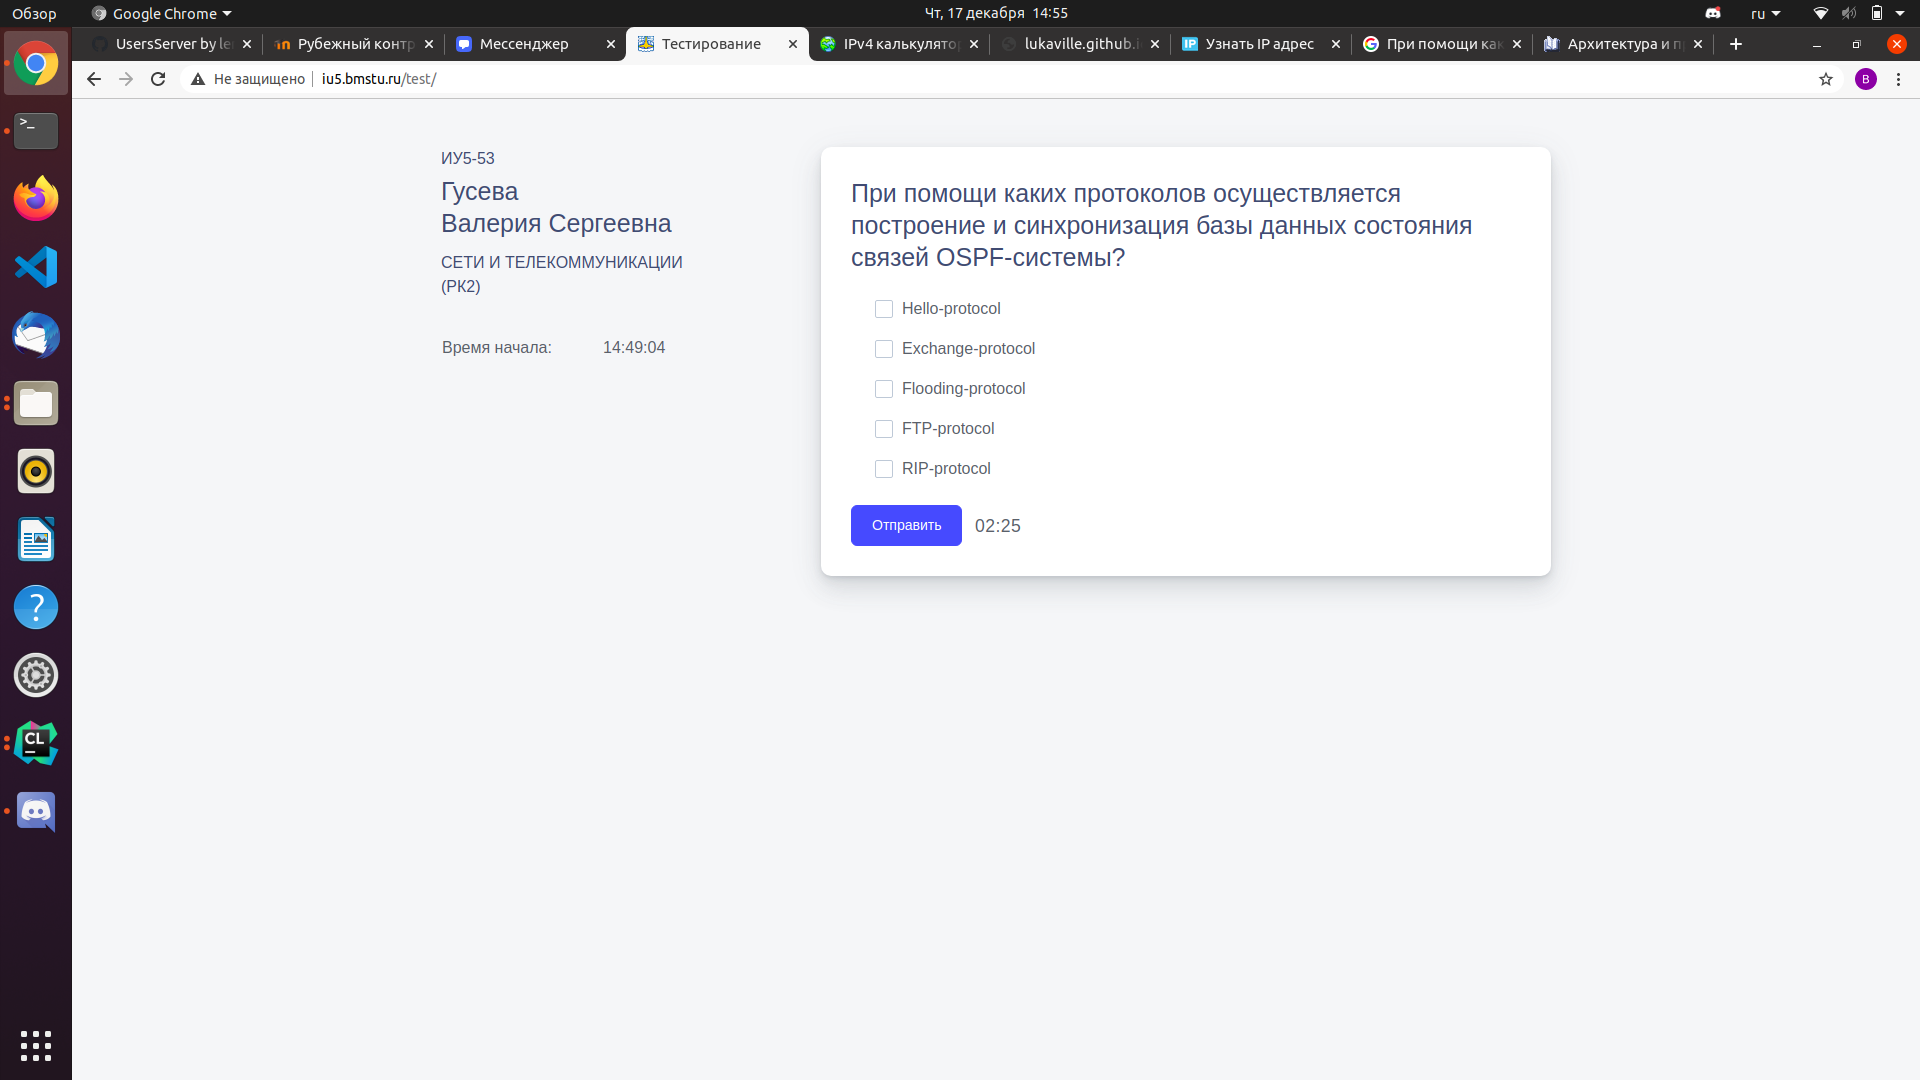 Обзор
Google Chrome
Чт, 17 декабря 14:55
ru
UsersServer by le
Рубежный контр
Мессенджер
Тестирование
IPv4 калькулятор
lukaville.github.i
Узнать IP адрес
При помощи как
Архитектура и п
Не защищено
iu5.bmstu.ru/test/
B
ИУ5-53
Гусева
Валерия Сергеевна
СЕТИ И ТЕЛЕКОММУНИКАЦИИ
(РК2)
Время начала: 14:49:04
При помощи каких протоколов осуществляется
построение и синхронизация базы данных состояния
связей OSPF-системы?
Hello-protocol
Exchange-protocol
Flooding-protocol
FTP-protocol
RIP-protocol
Отправить
02:25
CL